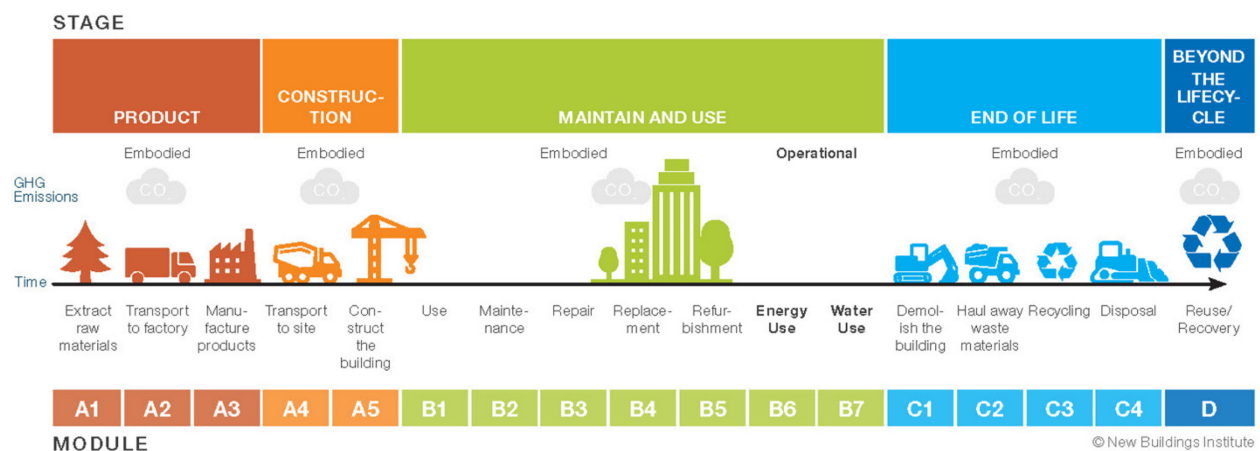 STAGE
PRODUCT
CONSTRUC-
TION
MAINTAIN AND USE
END OF LIFE
BEYOND
THE
LIFECY-
CLE
Embodied
Embodied
Embodied
Operational
Embodied
Embodied
GHG
Emissions
CO₂
CO₂
CO₂
CO₂
CO₂
Time
Extract
raw
materials
Transport
to factory
Manu-
facture
products
Transport
to site
Con-
struct
the
building
Use
Mainte-
nance
Repair
Replace-
ment
Refur-
bishment
Energy
Use
Water
Use
Demol-
ish the
building
Haul away
waste
materials
Recycling
Disposal
Reuse/
Recovery
A1 A2 A3 A4 A5 B1 B2 B3 B4 B5 B6 B7 C1 C2 C3 C4 D
MODULE
© New Buildings Institute